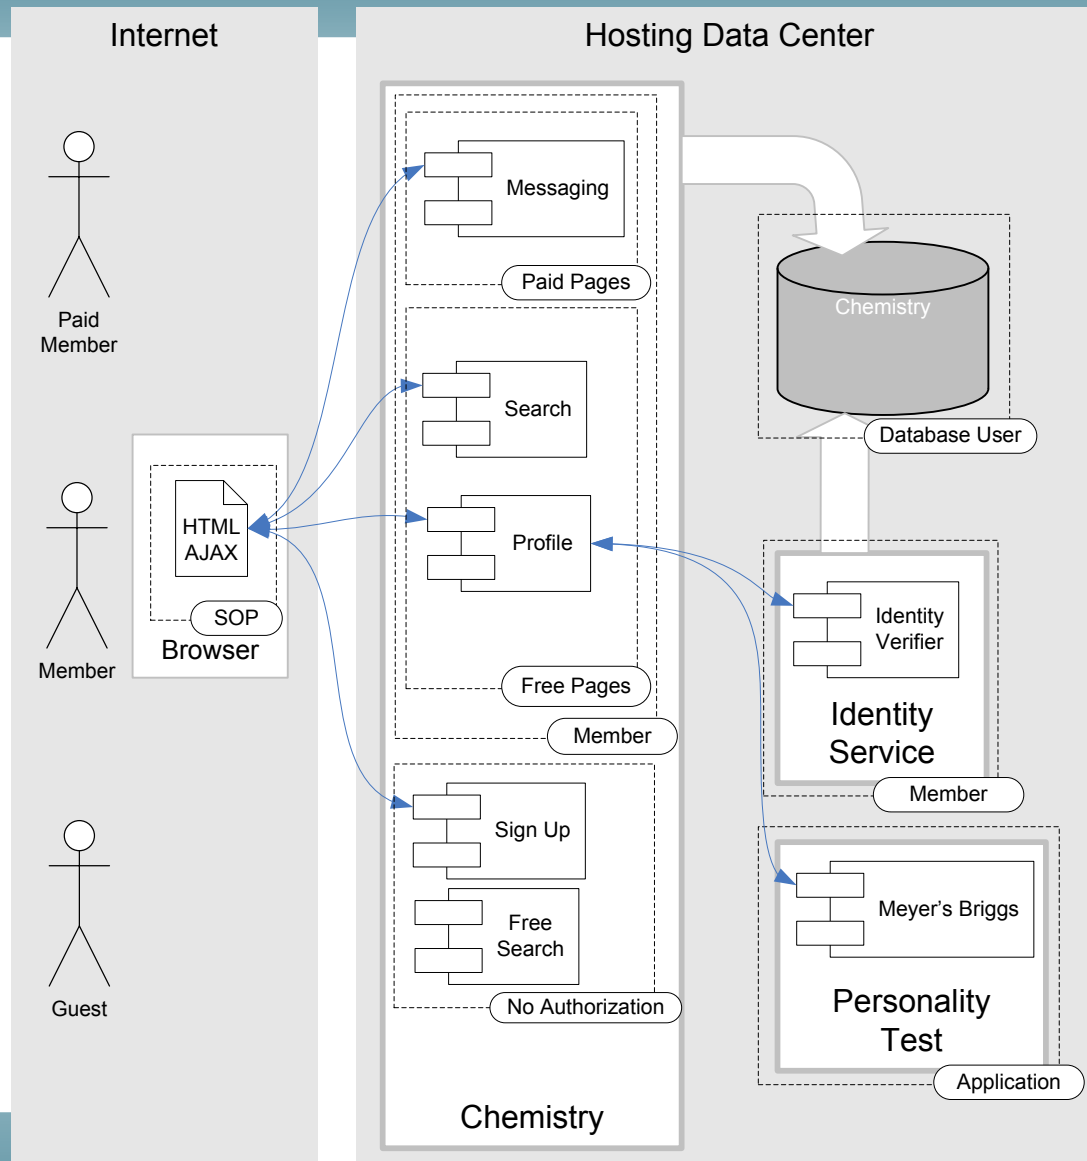 Internet
Hosting Data Center
Paid
Member
Member
Guest
HTML
AJAX
SOP
Browser
Messaging
Paid Pages
Search
Profile
Free Pages
Member
Sign Up
Free
Search
No Authorization
Chemistry
Chemistry
Database User
Identity
Verifier
Identity
Service
Member
Meyer's Briggs
Personality
Test
Application